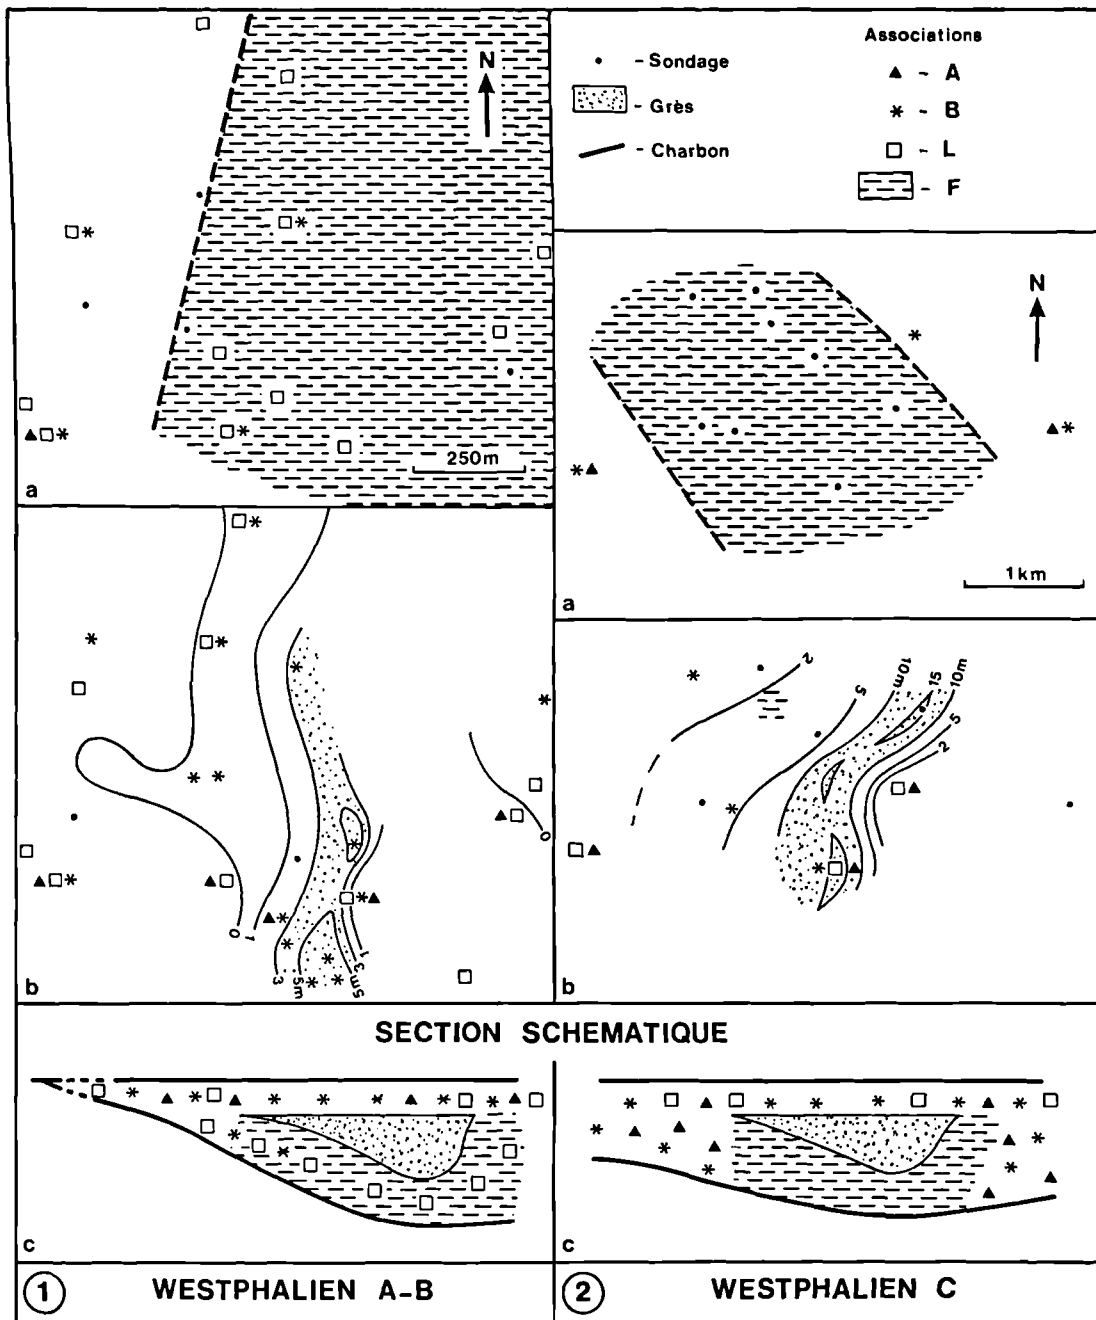 N
250m
a
Associations
- Sondage
- A
- Grès
- B
- Charbon
- L
- F
N
1km
a
0
1
3
5m
5m
3
1
0
b
2
5
10m
15
10m
5
2
b
SECTION SCHEMATIQUE
c
c
1 WESTPHALIEN A-B
2 WESTPHALIEN C